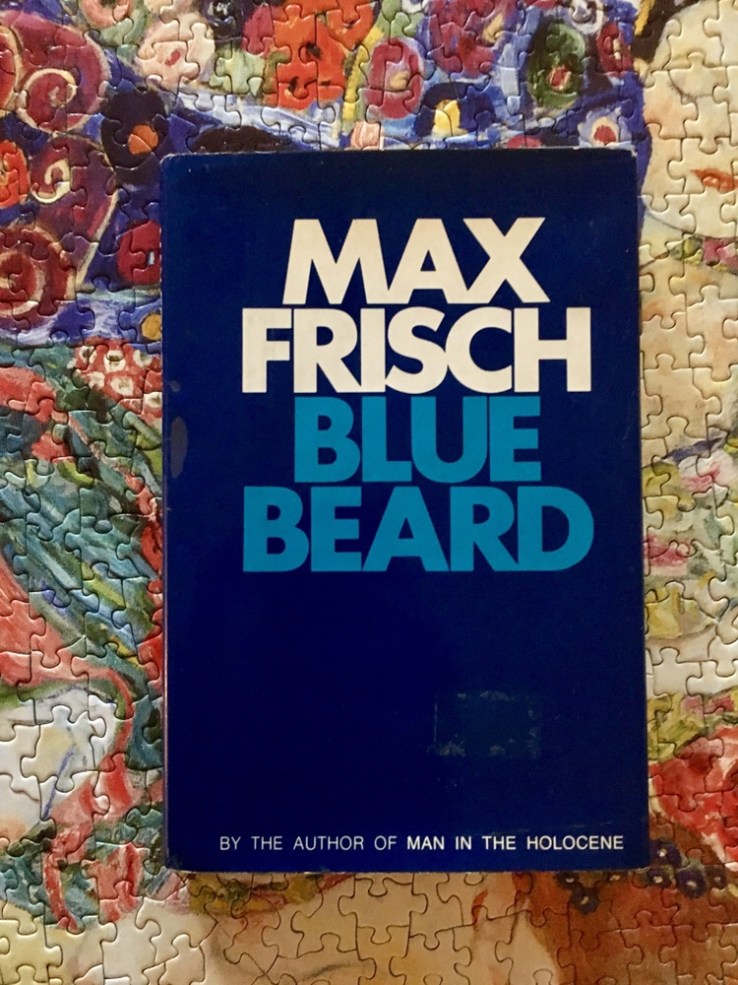 MAX
FRISCH
BLUE
BEARD
BY THE AUTHOR OF MAN IN THE HOLOCENE